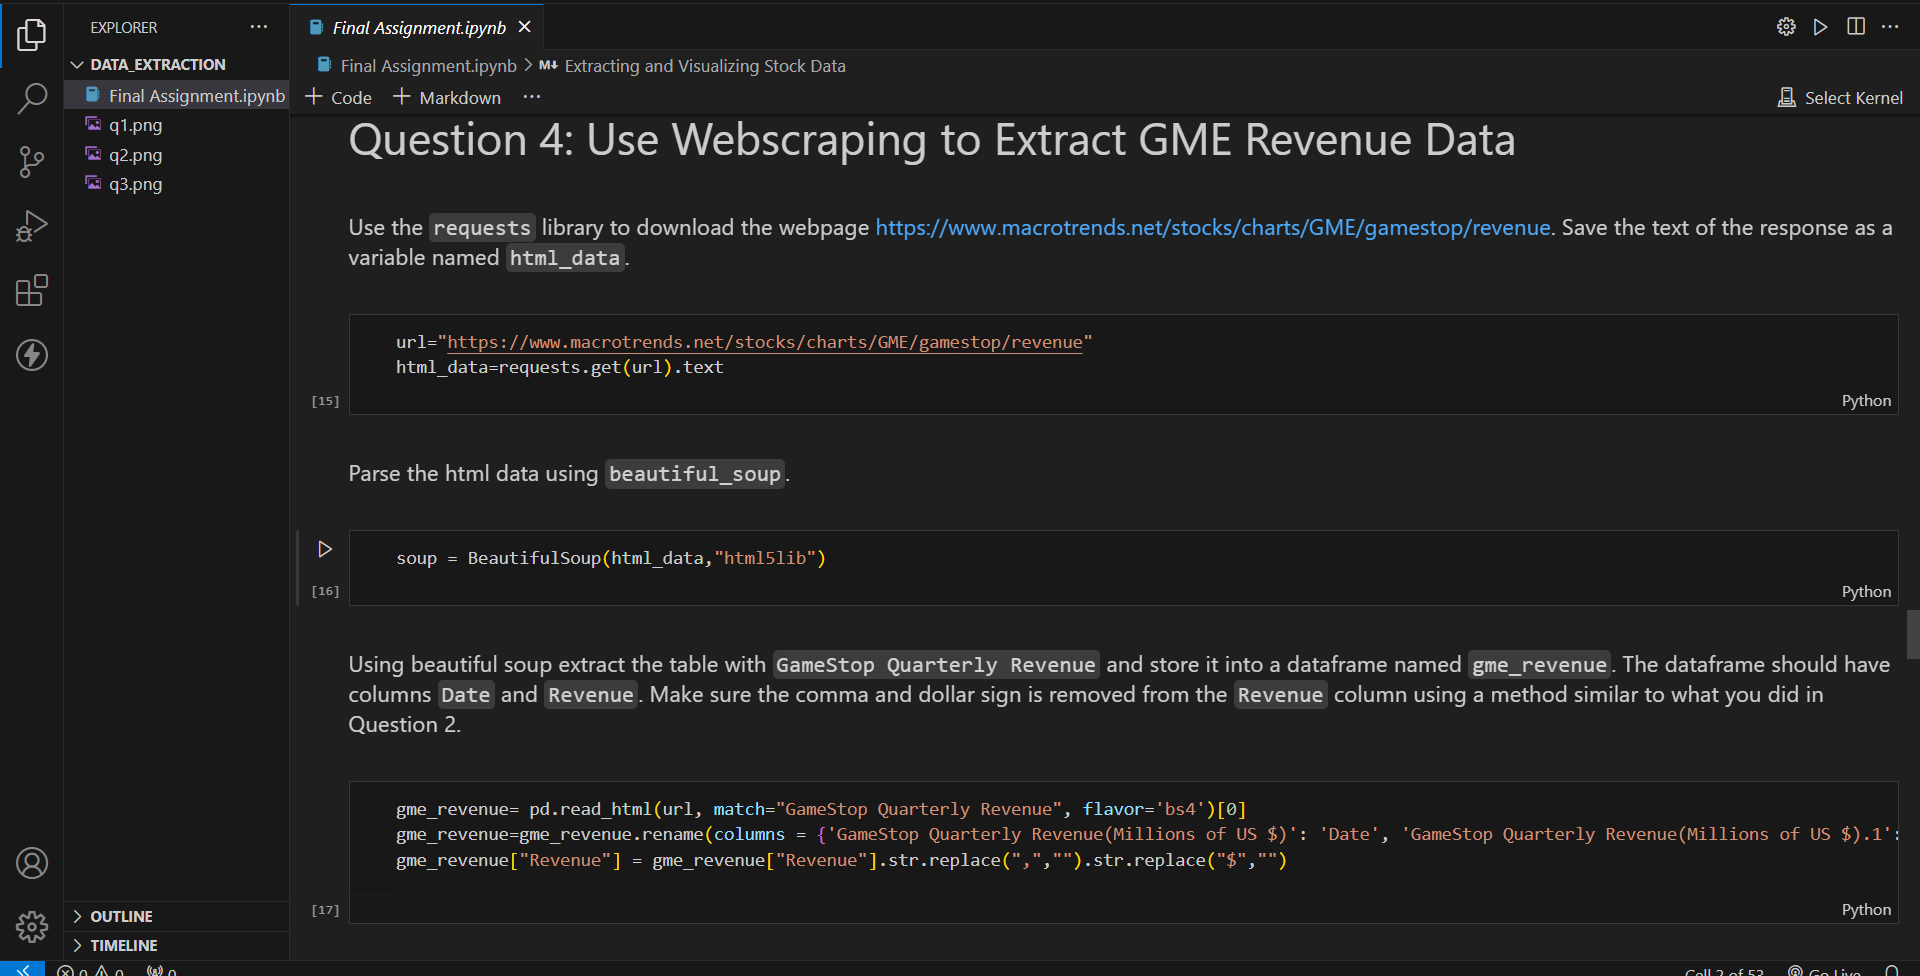 EXPLORER
DATA_EXTRACTION
Final Assignment.ipynb
q1.png
q2.png
q3.png
OUTLINE
TIMELINE
Final Assignment.ipynb
Final Assignment.ipynb > M↓ Extracting and Visualizing Stock Data
+ Code + Markdown ...
Select Kernel
Question 4: Use Webscraping to Extract GME Revenue Data
Use the requests library to download the webpage https://www.macrotrends.net/stocks/charts/GME/gamestop/revenue. Save the text of the response as a
variable named html_data.
url="https://www.macrotrends.net/stocks/charts/GME/gamestop/revenue"
html_data=requests.get(url).text
[15]
Python
Parse the html data using beautiful_soup.
soup = BeautifulSoup(html_data,"html5lib")
[16]
Python
Using beautiful soup extract the table with GameStop Quarterly Revenue and store it into a dataframe named gme_revenue. The dataframe should have
columns Date and Revenue. Make sure the comma and dollar sign is removed from the Revenue column using a method similar to what you did in
Question 2.
gme_revenue= pd.read_html(url, match="GameStop Quarterly Revenue", flavor='bs4')[0]
gme_revenue=gme_revenue.rename(columns = {'GameStop Quarterly Revenue(Millions of US $)': 'Date', 'GameStop Quarterly Revenue(Millions of US $).1':
gme_revenue["Revenue"] = gme_revenue["Revenue"].str.replace(",","").str.replace("$","")
[17]
Python
0 0 0
Cell 2 of 53
Go Live